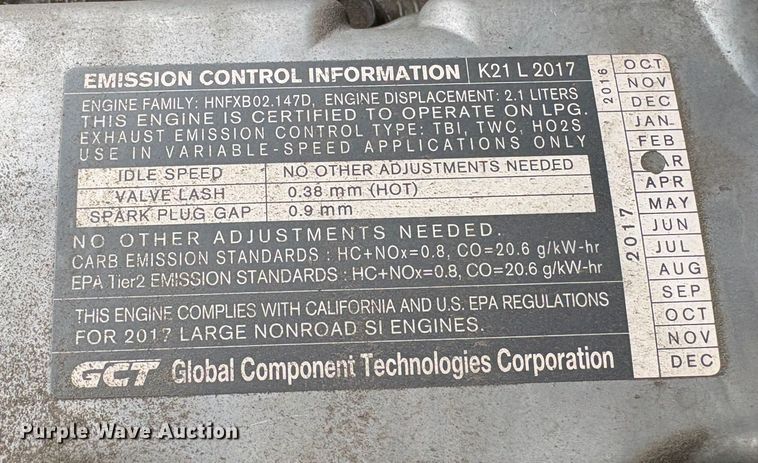 EMISSION CONTROL INFORMATION K21 L 2017
ENGINE FAMILY: HNFXB02.147D, ENGINE DISPLACEMENT: 2.1 LITERS
THIS ENGINE IS CERTIFIED TO OPERATE ON LPG.
EXHAUST EMISSION CONTROL TYPE: TBI, TWC, HO2S
USE IN VARIABLE-SPEED APPLICATIONS ONLY
IDLE SPEED NO OTHER ADJUSTMENTS NEEDED
VALVE LASH 0.38 mm (HOT)
SPARK PLUG GAP 0.9 mm
NO OTHER ADJUSTMENTS NEEDED.
CARB EMISSION STANDARDS : HC+NOx=0.8, CO=20.6 g/kW-hr
EPA Tier2 EMISSION STANDARDS : HC+NOx=0.8, CO=20.6 g/kW-hr
THIS ENGINE COMPLIES WITH CALIFORNIA AND U.S. EPA REGULATIONS
FOR 2017 LARGE NONROAD SI ENGINES.
GCT Global Component Technologies Corporation
2016
OCT
NOV
DEC
2017
JAN
FEB
AR
APR
MAY
JUN
JUL
AUG
SEP
OCT
NOV
DEC
Purple Wave Auction